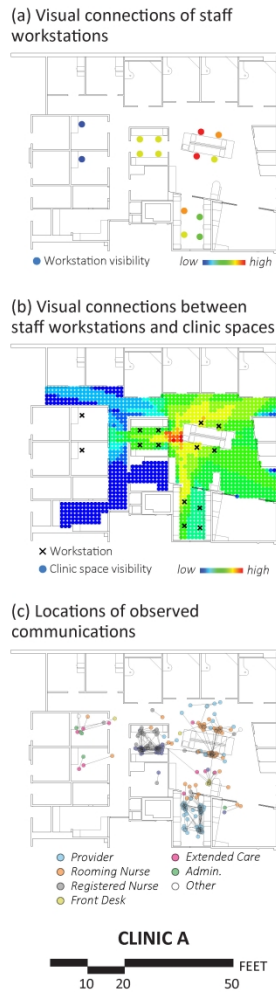 (a) Visual connections of staff
workstations
Workstation visibility low high
(b) Visual connections between
staff workstations and clinic spaces
× Workstation
Clinic space visibility low high
(c) Locations of observed
communications
Provider Extended Care
Rooming Nurse Admin.
Registered Nurse Other
Front Desk
CLINIC A
FEET
10 20 50